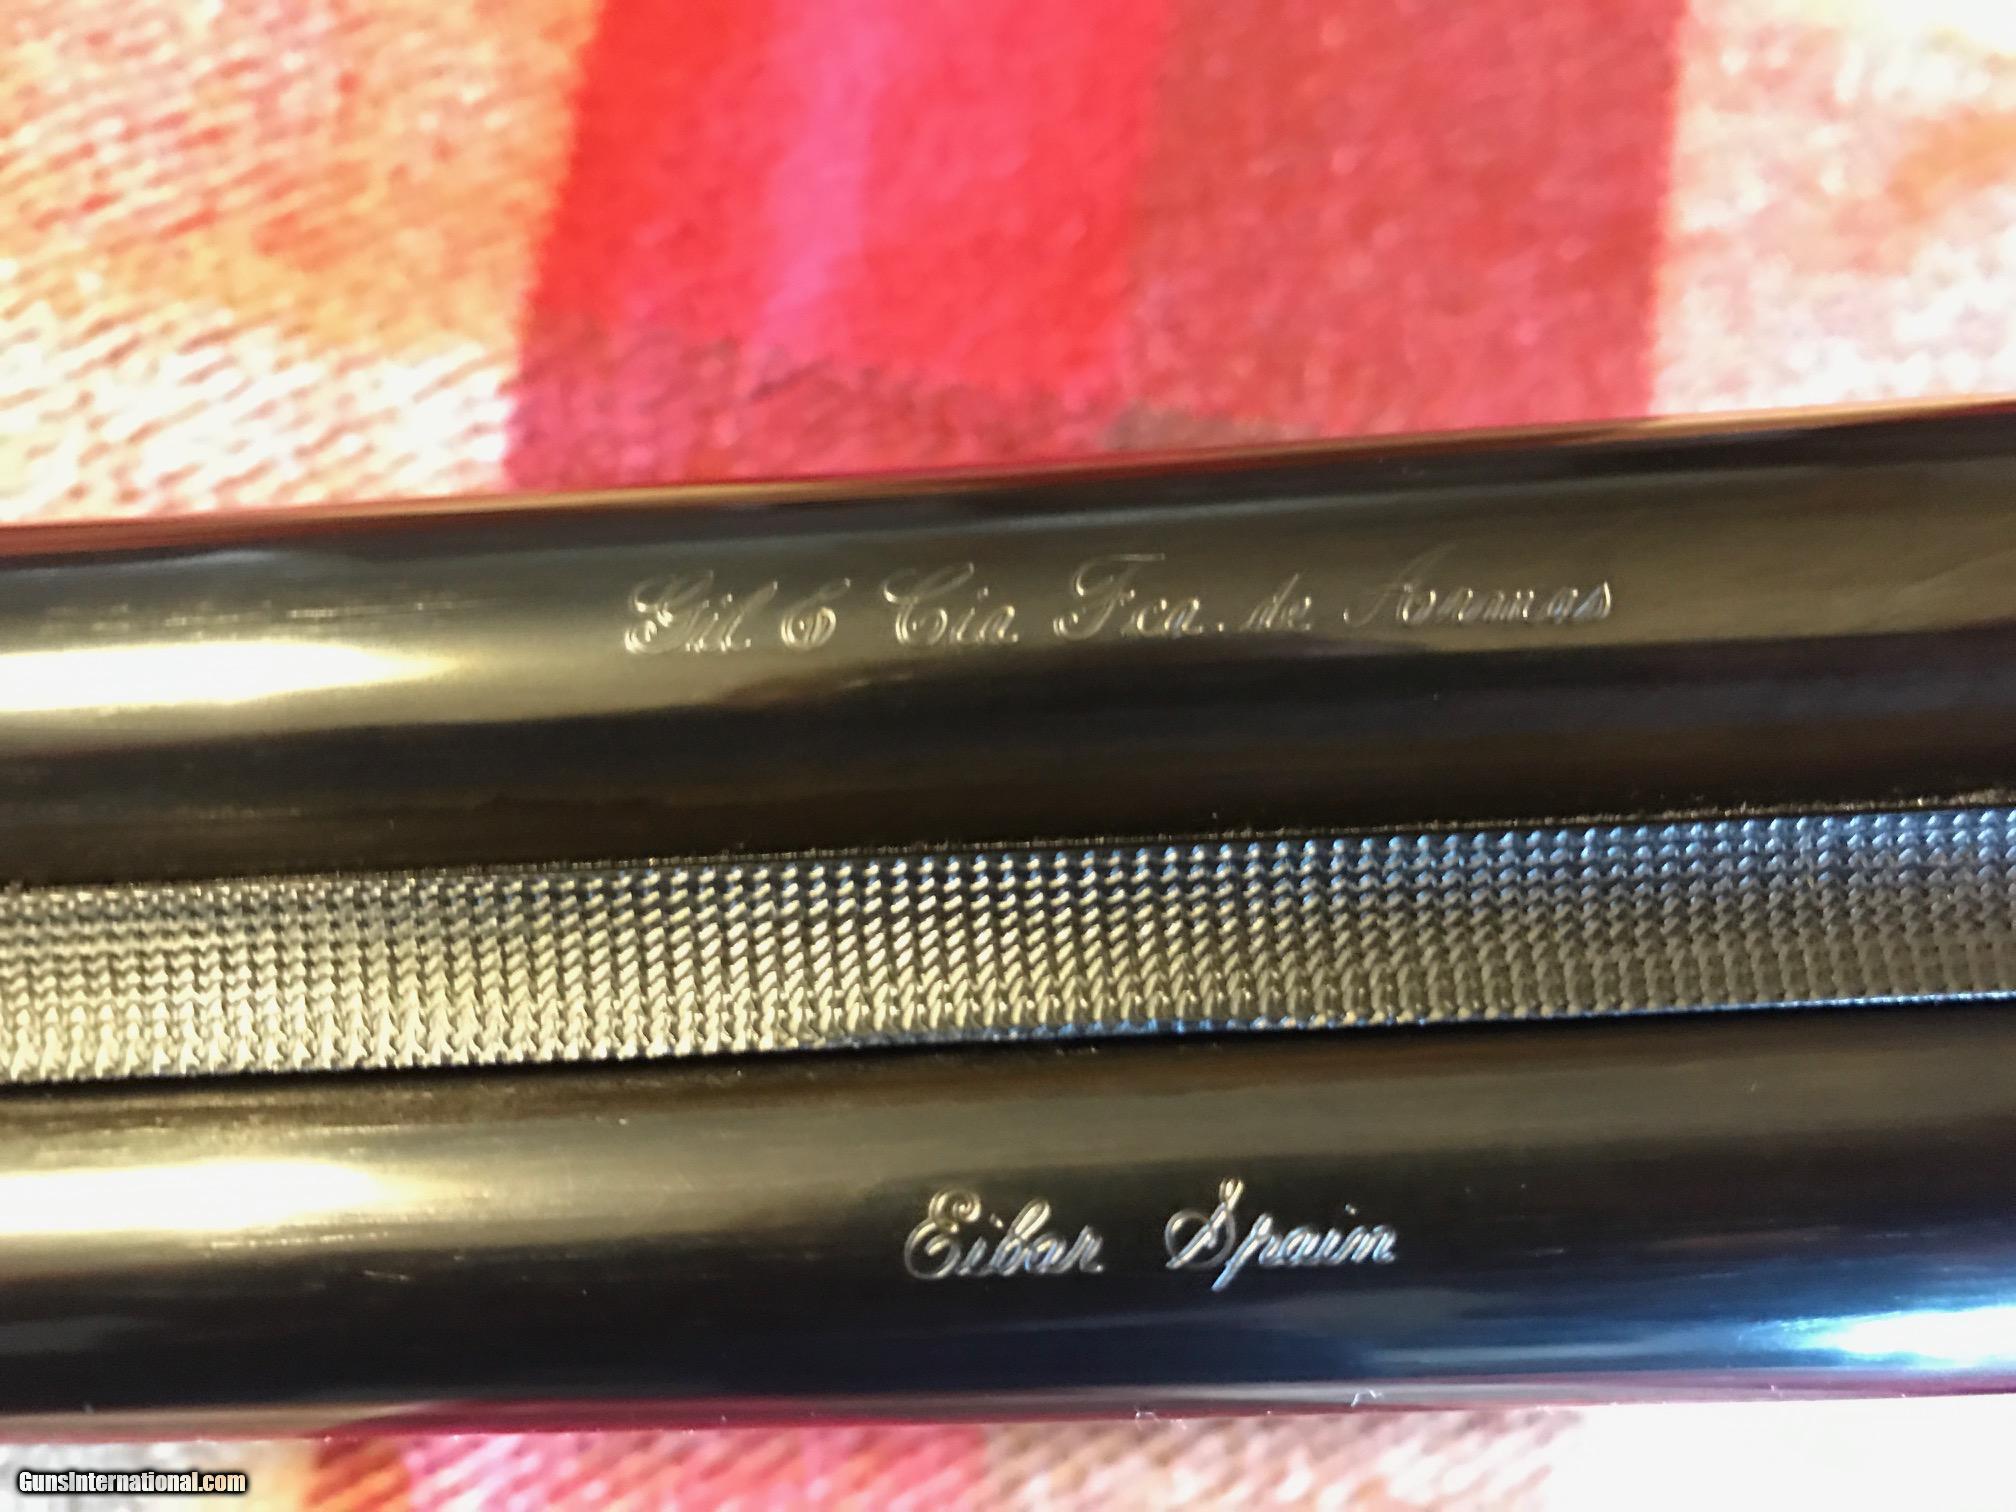 Gil & Cia Fca. de Armas
Eibar Spain
GunsInternational.com